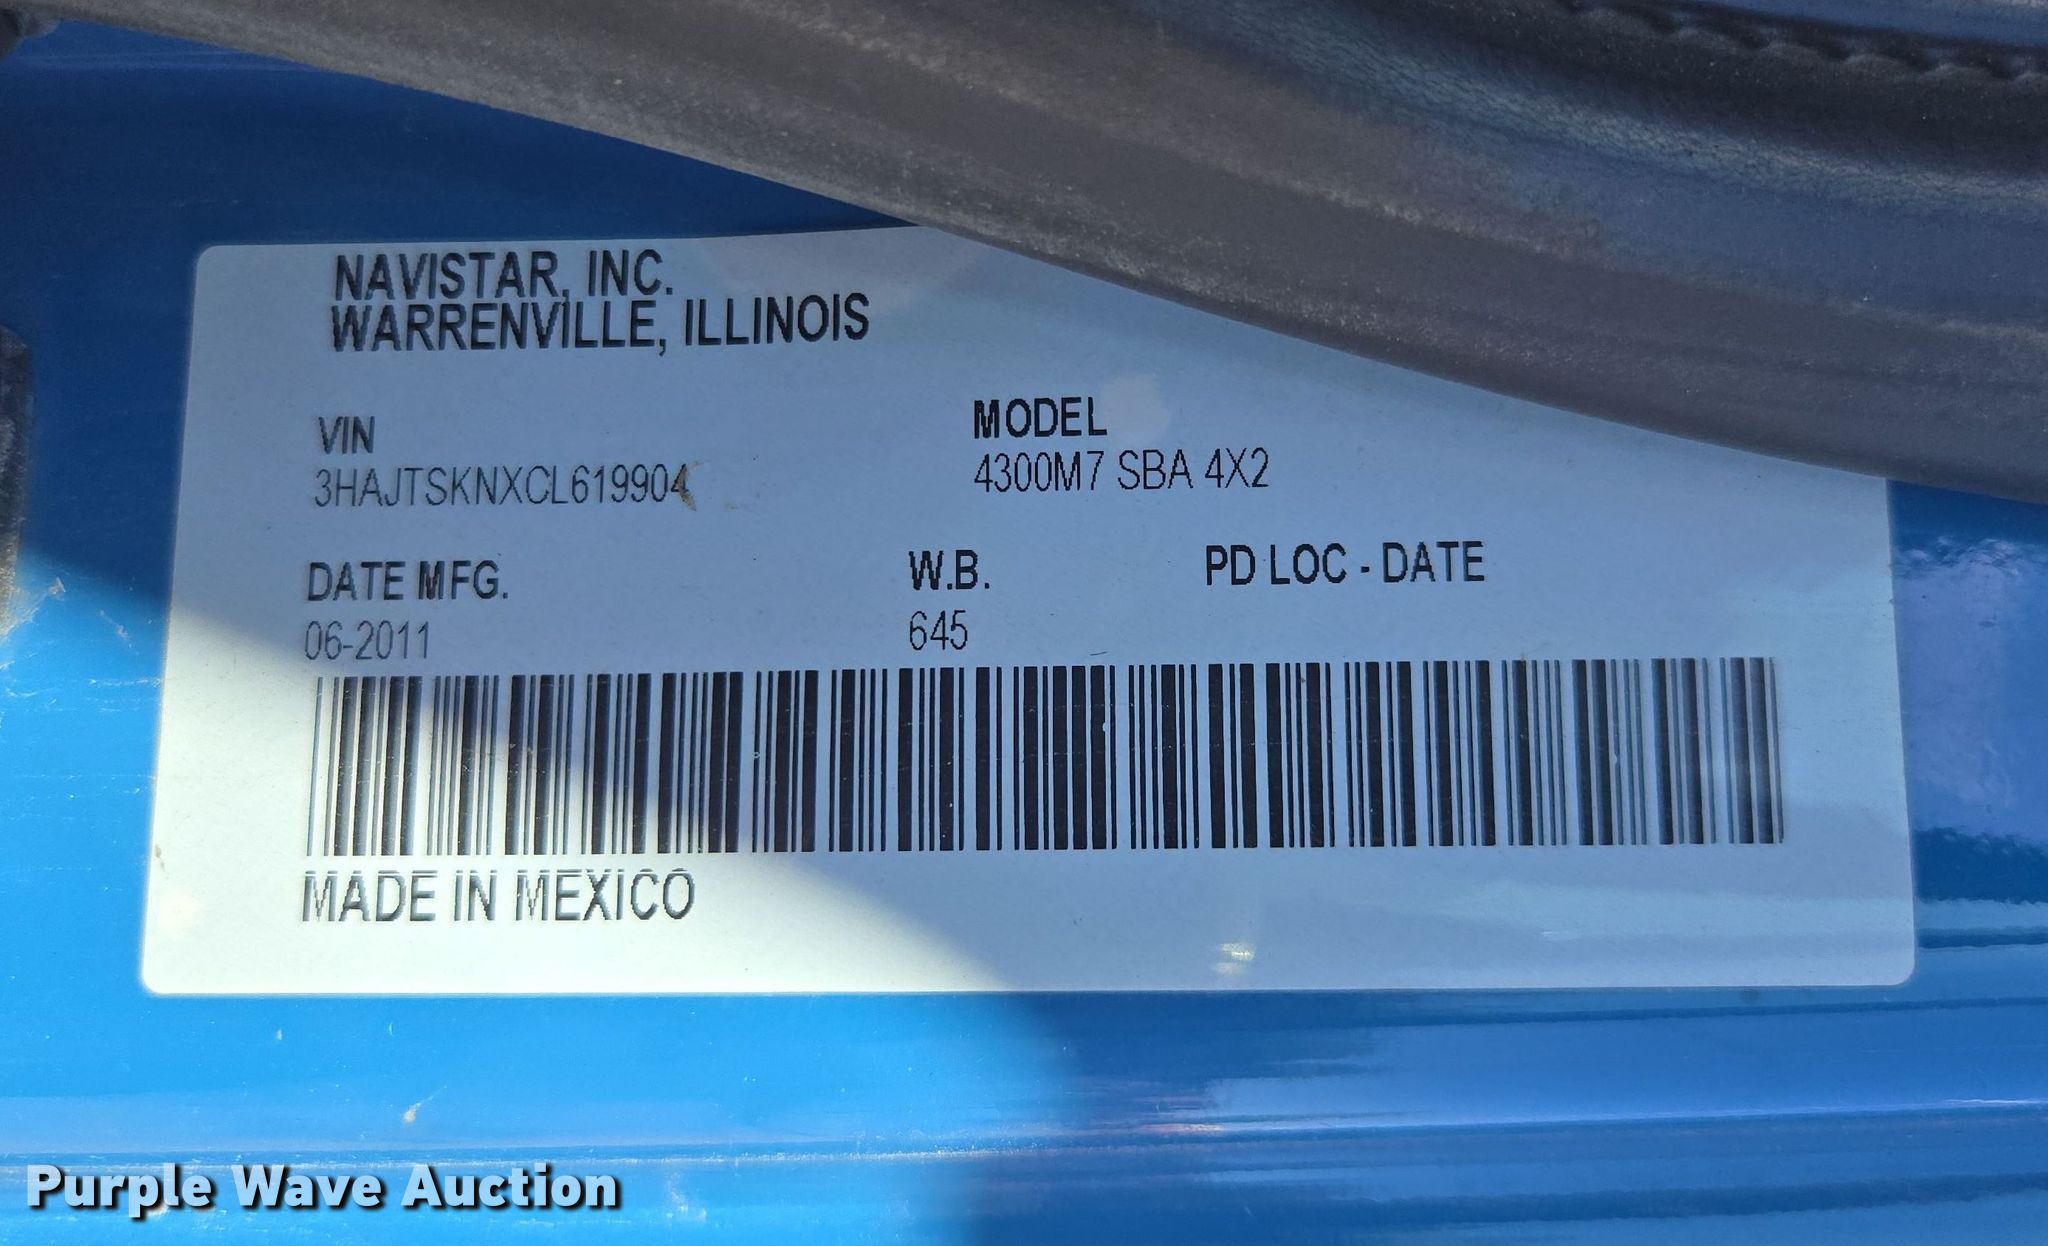 NAVISTAR, INC.
WARRENVILLE, ILLINOIS
VIN
3HAJTSKNXCL619904
MODEL
4300M7 SBA 4X2
DATE MFG.
06-2011
W.B.
645
PD LOC - DATE
MADE IN MEXICO
Purple Wave Auction